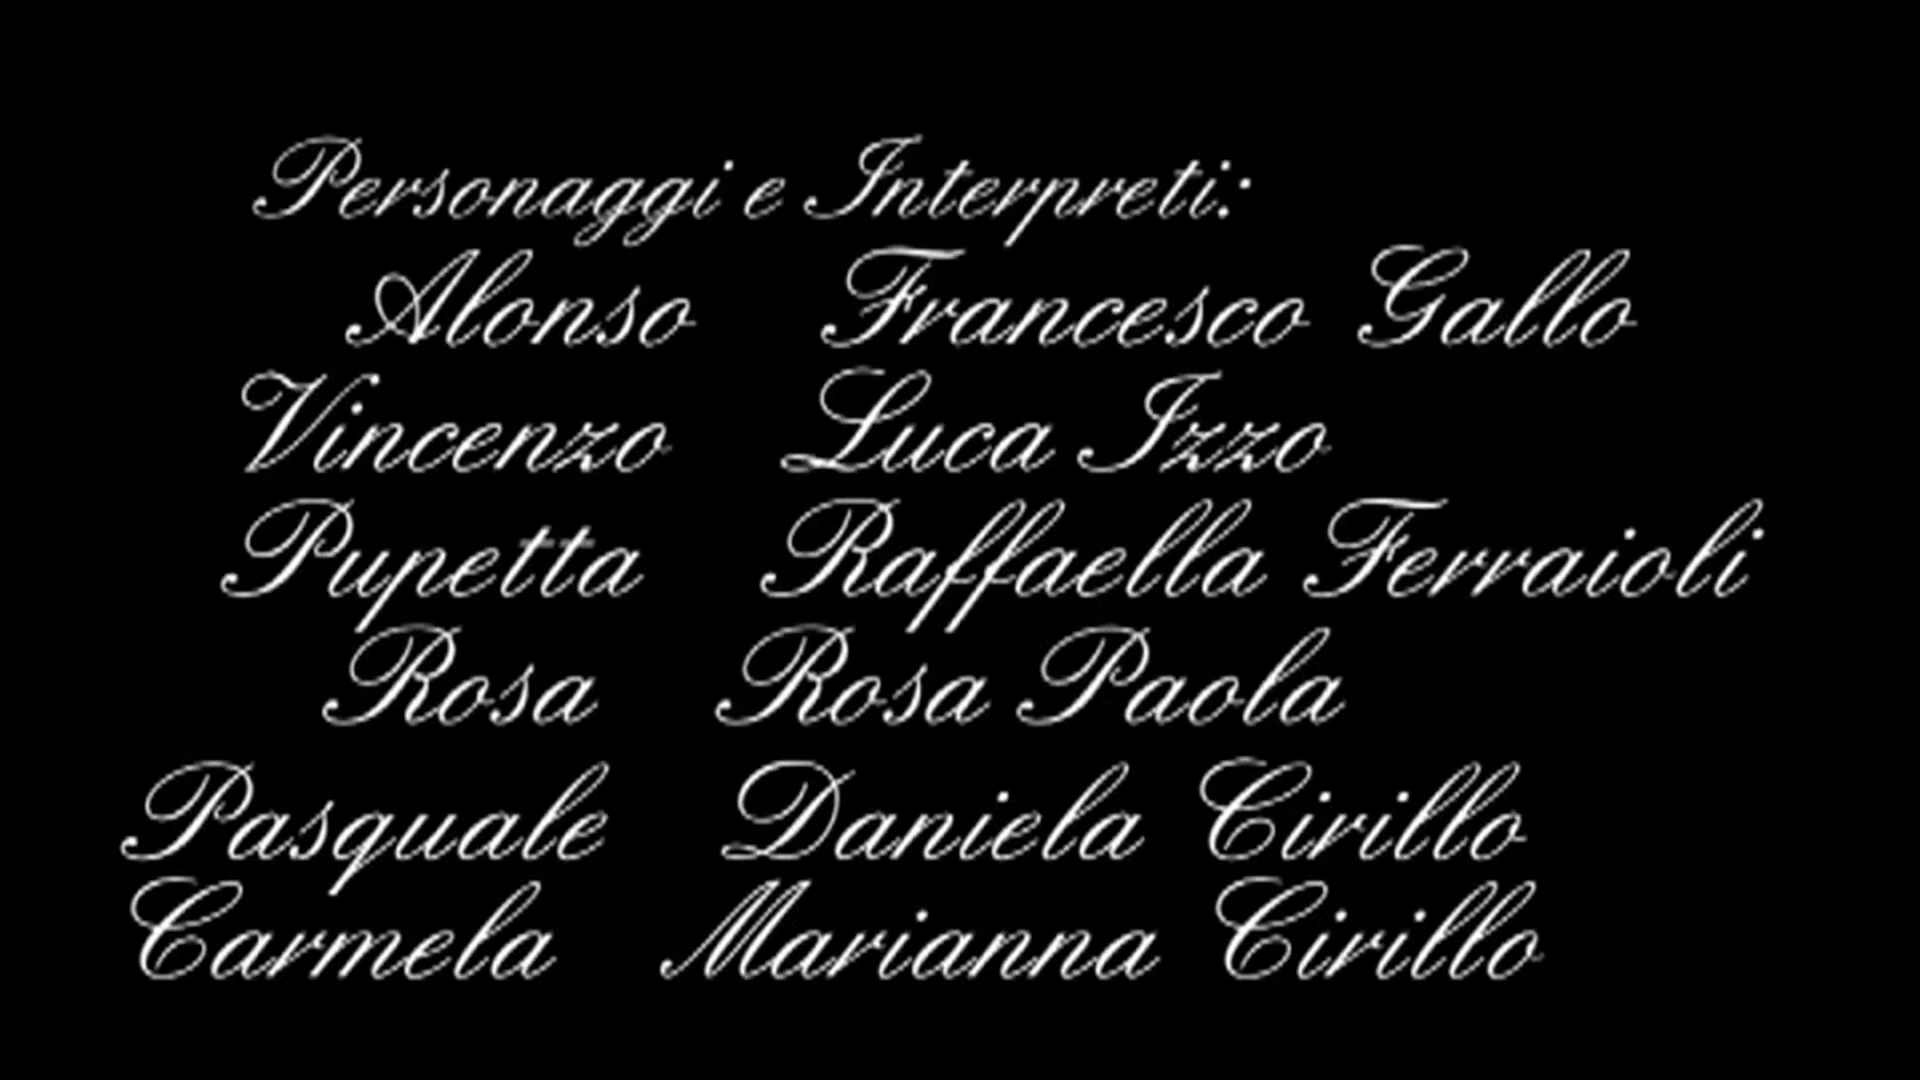 Personaggi e Interpreti:
Alonso Francesco Gallo
Vincenzo Luca Izzo
Pupetta Raffaella Ferraioli
Rosa Rosa Paola
Pasquale Daniela Cirillo
Carmela Marianna Cirillo